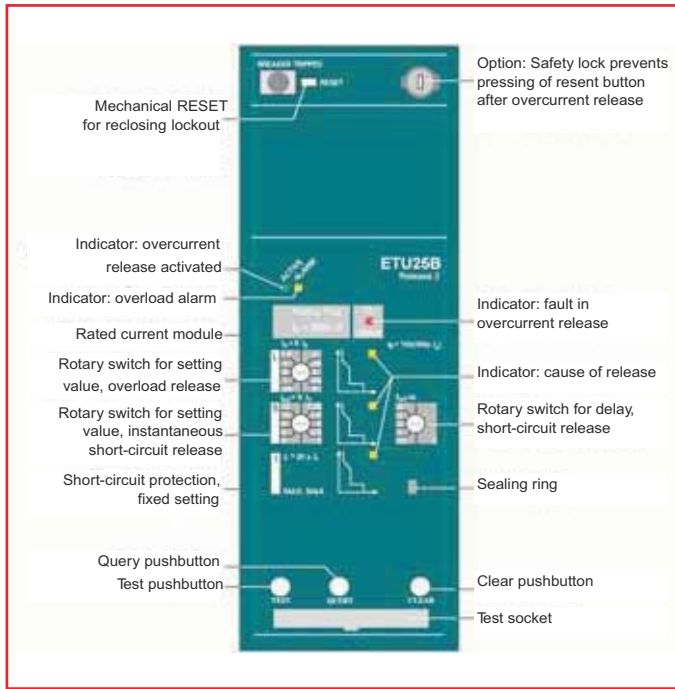 BREAKER TRIPPED
RESET
Option: Safety lock prevents
pressing of resent button
after overcurrent release
Mechanical RESET
for reclosing lockout
Indicator: overcurrent
release activated
Indicator: overload alarm
Rated current module
Rotary switch for setting
value, overload release
Rotary switch for setting
value, instantaneous
short-circuit release
Short-circuit protection,
fixed setting
Query pushbutton
Test pushbutton
ACTIVE
ALARM
ETU25B
Release 2
TEST
QUERY
CLEAR
Indicator: fault in
overcurrent release
Indicator: cause of release
Rotary switch for delay,
short-circuit release
Sealing ring
Clear pushbutton
Test socket